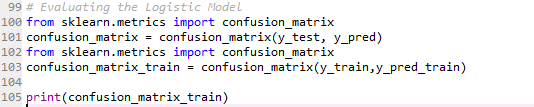 99 # Evaluating the Logistic Model
100 from sklearn.metrics import confusion_matrix
101 confusion_matrix = confusion_matrix(y_test, y_pred)
102 from sklearn.metrics import confusion_matrix
103 confusion_matrix_train = confusion_matrix(y_train,y_pred_train)
104
105 print(confusion_matrix_train)